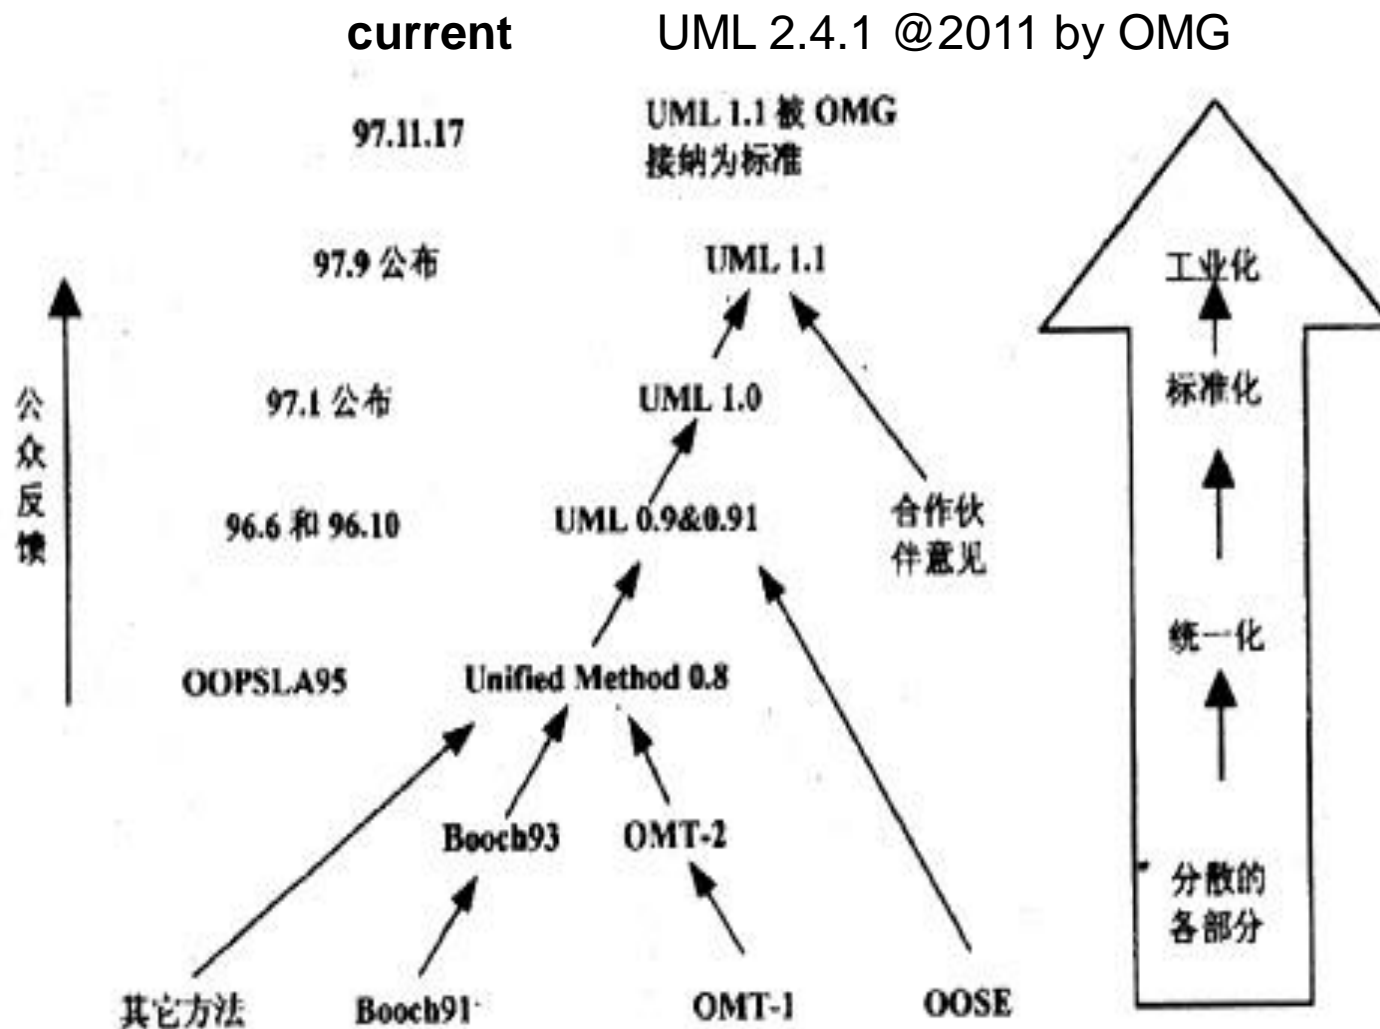 current UML 2.4.1 @2011 by OMG
97.11.17 UML 1.1 被 OMG
接纳为标准
97.9 公布 UML 1.1
工业化
97.1 公布 UML 1.0
标准化
公众反馈
96.6 和 96.10 UML 0.9&0.91
合作伙
伴意见
统一化
OOPSLA95 Unified Method 0.8
Booch93 OMT-2
分散的
各部分
其它方法 Booch91 OMT-1 OOSE